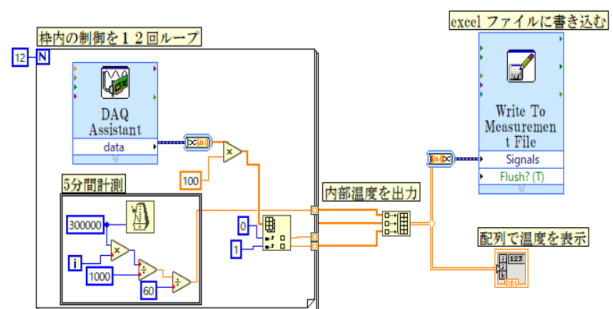 excel ファイルに書き込む
枠内の制御を１２回ループ
12
N
DAQ
Assistant
data
Write To
Measuremen
t File
Signals
Flush? (T)
100
5分間計測
300000
i
1000
60
0
1
内部温度を出力
配列で温度を表示
123
DBL